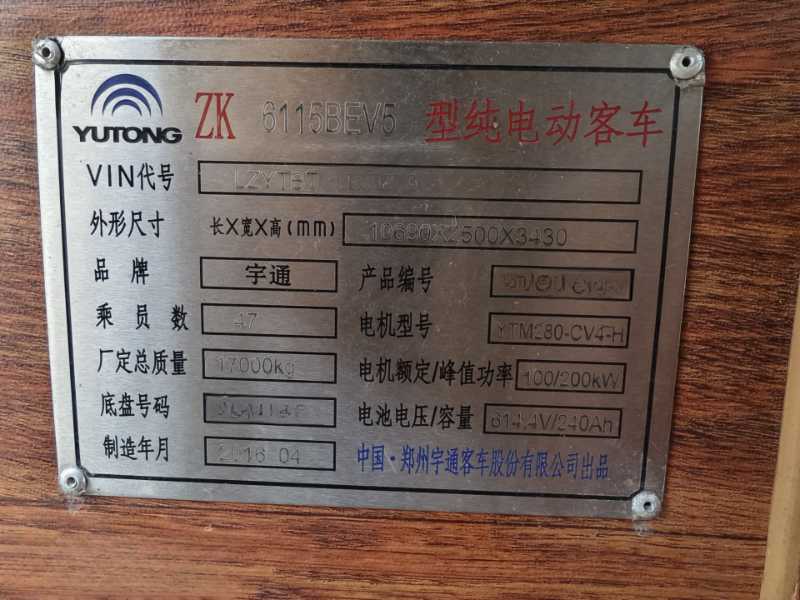 YUTONG ZK 6115BEV5 型纯电动客车
VIN代号
外形尺寸 长X宽X高(mm) 10690X2500X3430
品牌 宇通 产品编号
乘员数 47 电机型号 YTM280-CV4-H
厂定总质量 17000kg 电机额定/峰值功率 100/200kW
底盘号码 电池电压/容量 614.4V/240Ah
制造年月 2016 04 中国·郑州宇通客车股份有限公司出品